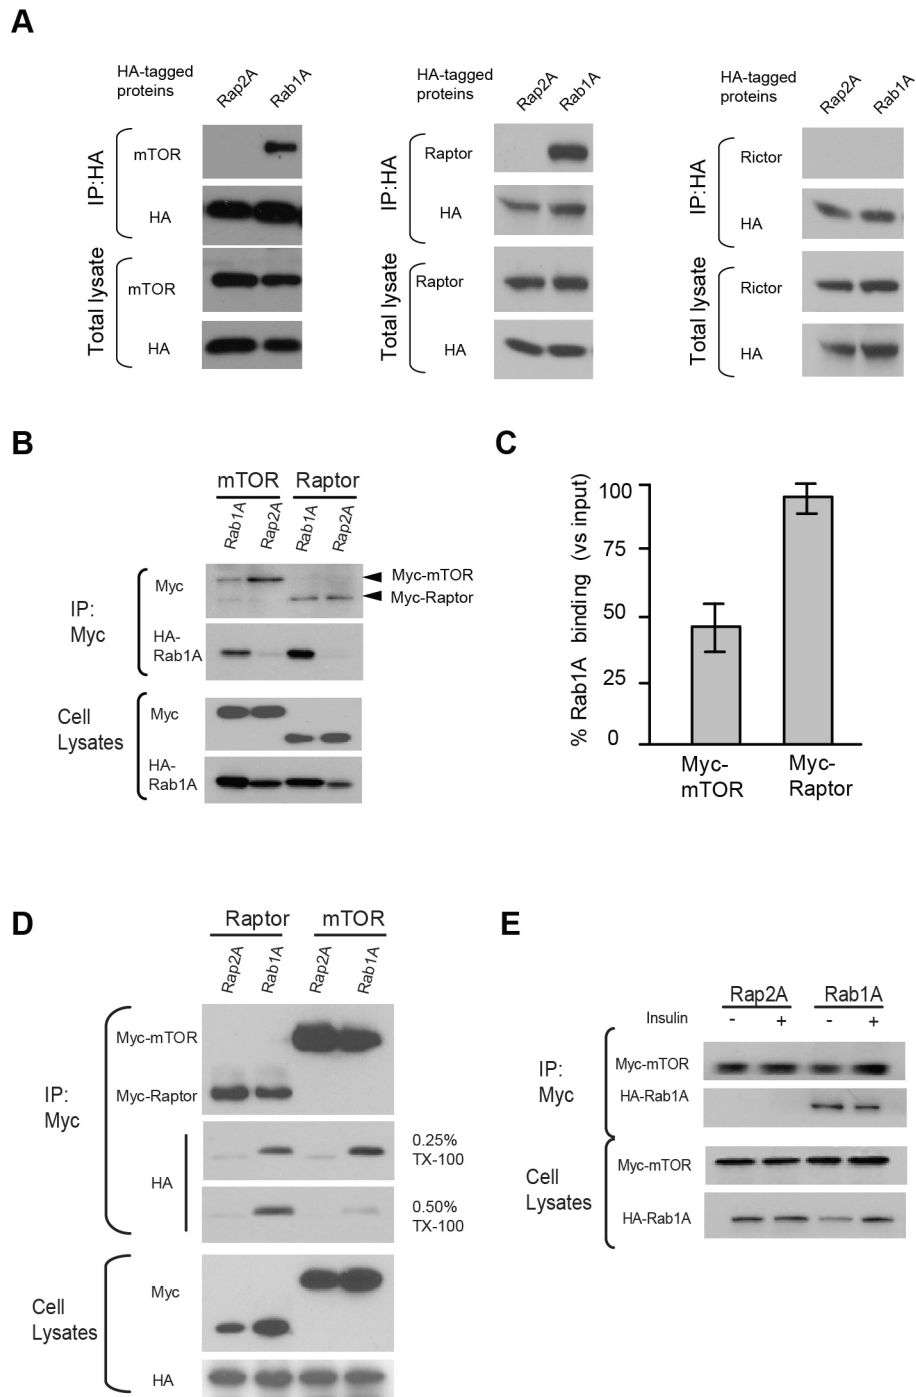 A
HA-tagged
proteins
Rap2A
Rab1A
IP:HA
mTOR
HA
Total lysate
mTOR
HA
HA-tagged
proteins
Rap2A
Rab1A
IP:HA
Raptor
HA
Total lysate
Raptor
HA
HA-tagged
proteins
Rap2A
Rab1A
IP:HA
Rictor
HA
Total lysate
Rictor
HA
B
mTOR Raptor
Rab1A Rap2A Rab1A Rap2A
IP:
Myc
Myc
Myc-mTOR
Myc-Raptor
HA-
Rab1A
Cell
Lysates
Myc
HA-
Rab1A
C
% Rab1A binding (vs input)
100
75
50
25
0
Myc-
mTOR
Myc-
Raptor
D
Raptor mTOR
Rap2A Rab1A Rap2A Rab1A
IP:
Myc
Myc-mTOR
Myc-Raptor
HA
0.25%
TX-100
0.50%
TX-100
Cell
Lysates
Myc
HA
E
Rap2A Rab1A
Insulin - + - +
IP:
Myc
Myc-mTOR
HA-Rab1A
Cell
Lysates
Myc-mTOR
HA-Rab1A